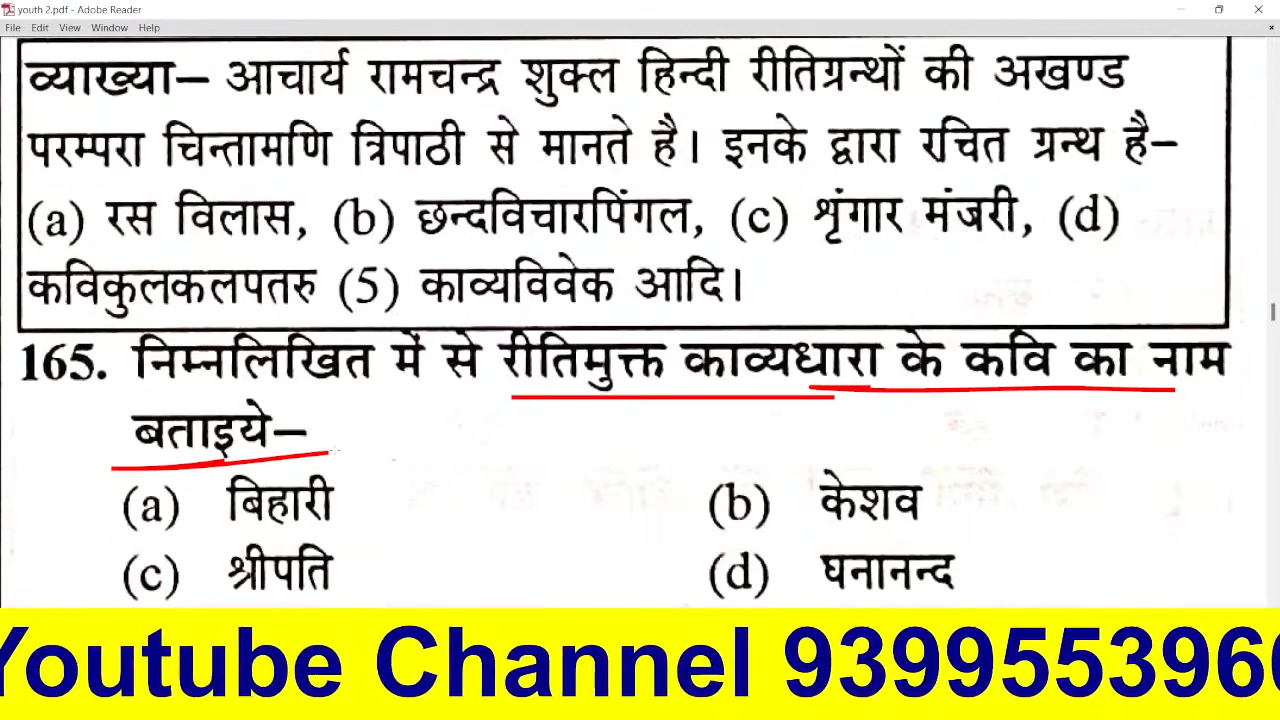 youth 2.pdf - Adobe Reader
File Edit View Window Help
व्याख्या– आचार्य रामचन्द्र शुक्ल हिन्दी रीतिग्रन्थों की अखण्ड
परम्परा चिन्तामणि त्रिपाठी से मानते है। इनके द्वारा रचित ग्रन्थ है–
(a) रस विलास, (b) छन्दविचारपिंगल, (c) शृंगार मंजरी, (d)
कविकुलकलपतरु (5) काव्यविवेक आदि।
165. निम्नलिखित में से रीतिमुक्त काव्यधारा के कवि का नाम
बताइये–
(a) बिहारी (b) केशव
(c) श्रीपति (d) घनानन्द
Youtube Channel 939955396